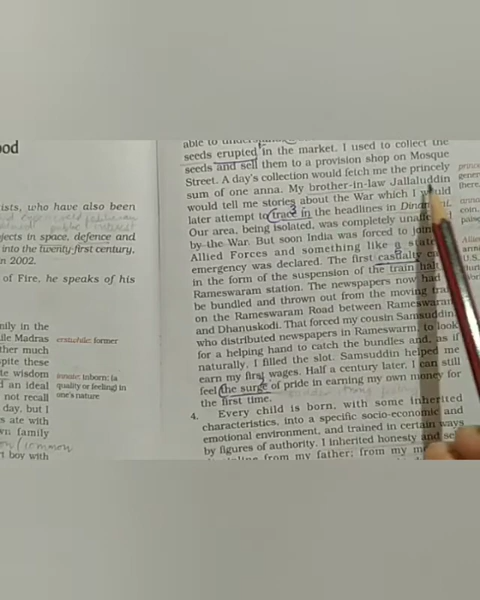 ood
ists, who have also been
jects in space, defence and
into the twenty-first century,
in 2002.
of Fire, he speaks of his
nily in the
ile Madras
ther much
spite these
te wisdom
d an ideal
not recall
day, but I
s ate with
wn family
on / common
t boy with
erstwhile: former
innate: inborn; (a
quality or feeling) in
one's nature
able to
seeds erupted in the market. I used to collect the
seeds and sell them to a provision shop on Mosque
Street. A day's collection would fetch me the princely
sum of one anna. My brother-in-law Jallaluddin
would tell me stories about the War which I would
later attempt to trace in the headlines in Dinam
3
Our area, being isolated, was completely unaffe
by the War. But soon India was forced to join
Allied Forces and something like a state
emergency was declared. The first casualty ca
in the form of the suspension of the train halt
Rameswaram station. The newspapers now had
be bundled and thrown out from the moving tra
on the Rameswaram Road between Rameswaram
and Dhanuskodi. That forced my cousin Samsuddin
who distributed newspapers in Rameswarm, to look
for a helping hand to catch the bundles and, as if
naturally, I filled the slot. Samsuddin helped me
earn my first wages. Half a century later, I can still
feel the surge of pride in earning my own money for
the first time.
4. Every child is born, with some inherited
characteristics, into a specific socio-economic and
emotional environment, and trained in certain ways
by figures of authority. I inherited honesty and self
from my father; from my m